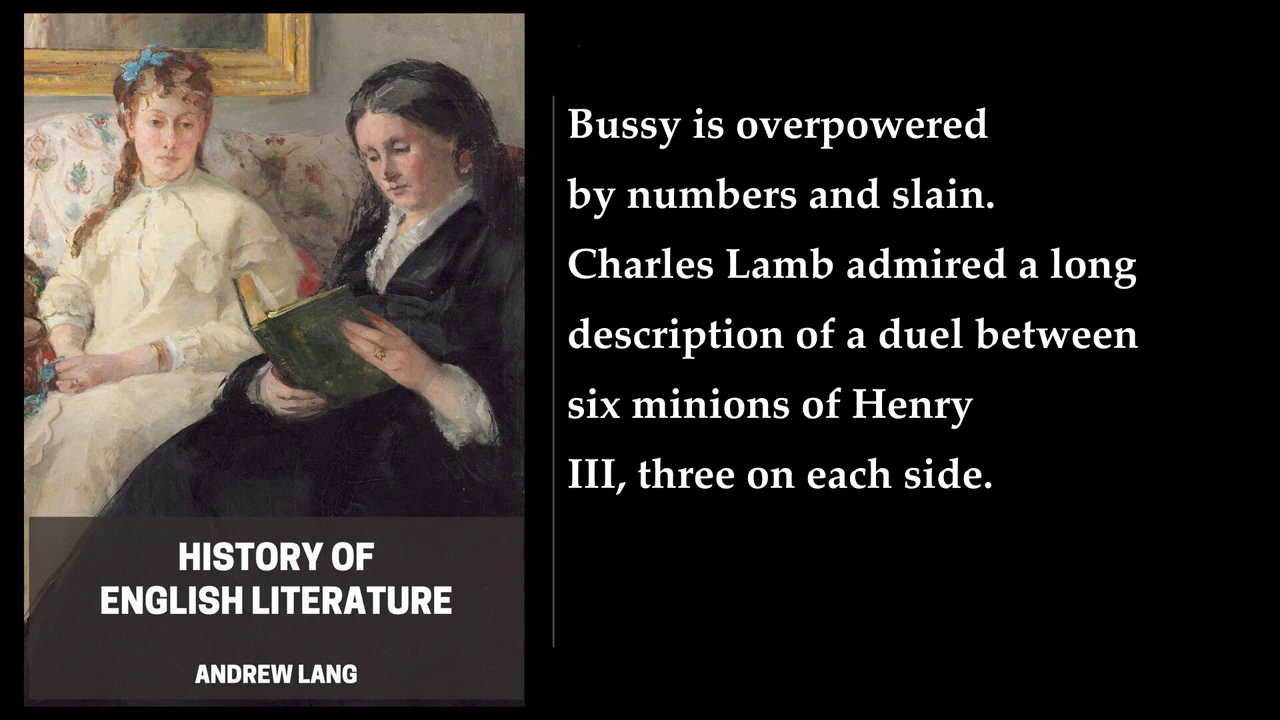 Bussy is overpowered
by numbers and slain.
Charles Lamb admired a long
description of a duel between
six minions of Henry
III, three on each side.
HISTORY OF
ENGLISH LITERATURE
ANDREW LANG